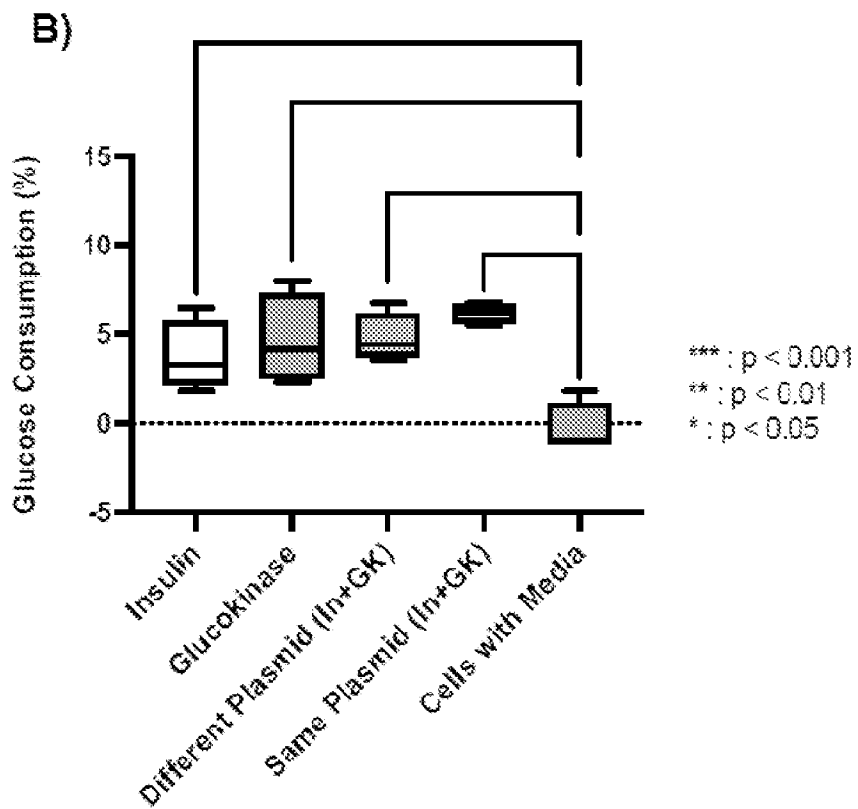 B)
Glucose Consumption (%)
15
10
5
0
-5
Insulin
Glucokinase
Different Plasmid (In+GK)
Same Plasmid (In+GK)
Cells with Media
*** : p < 0.001
** : p < 0.01
* : p < 0.05